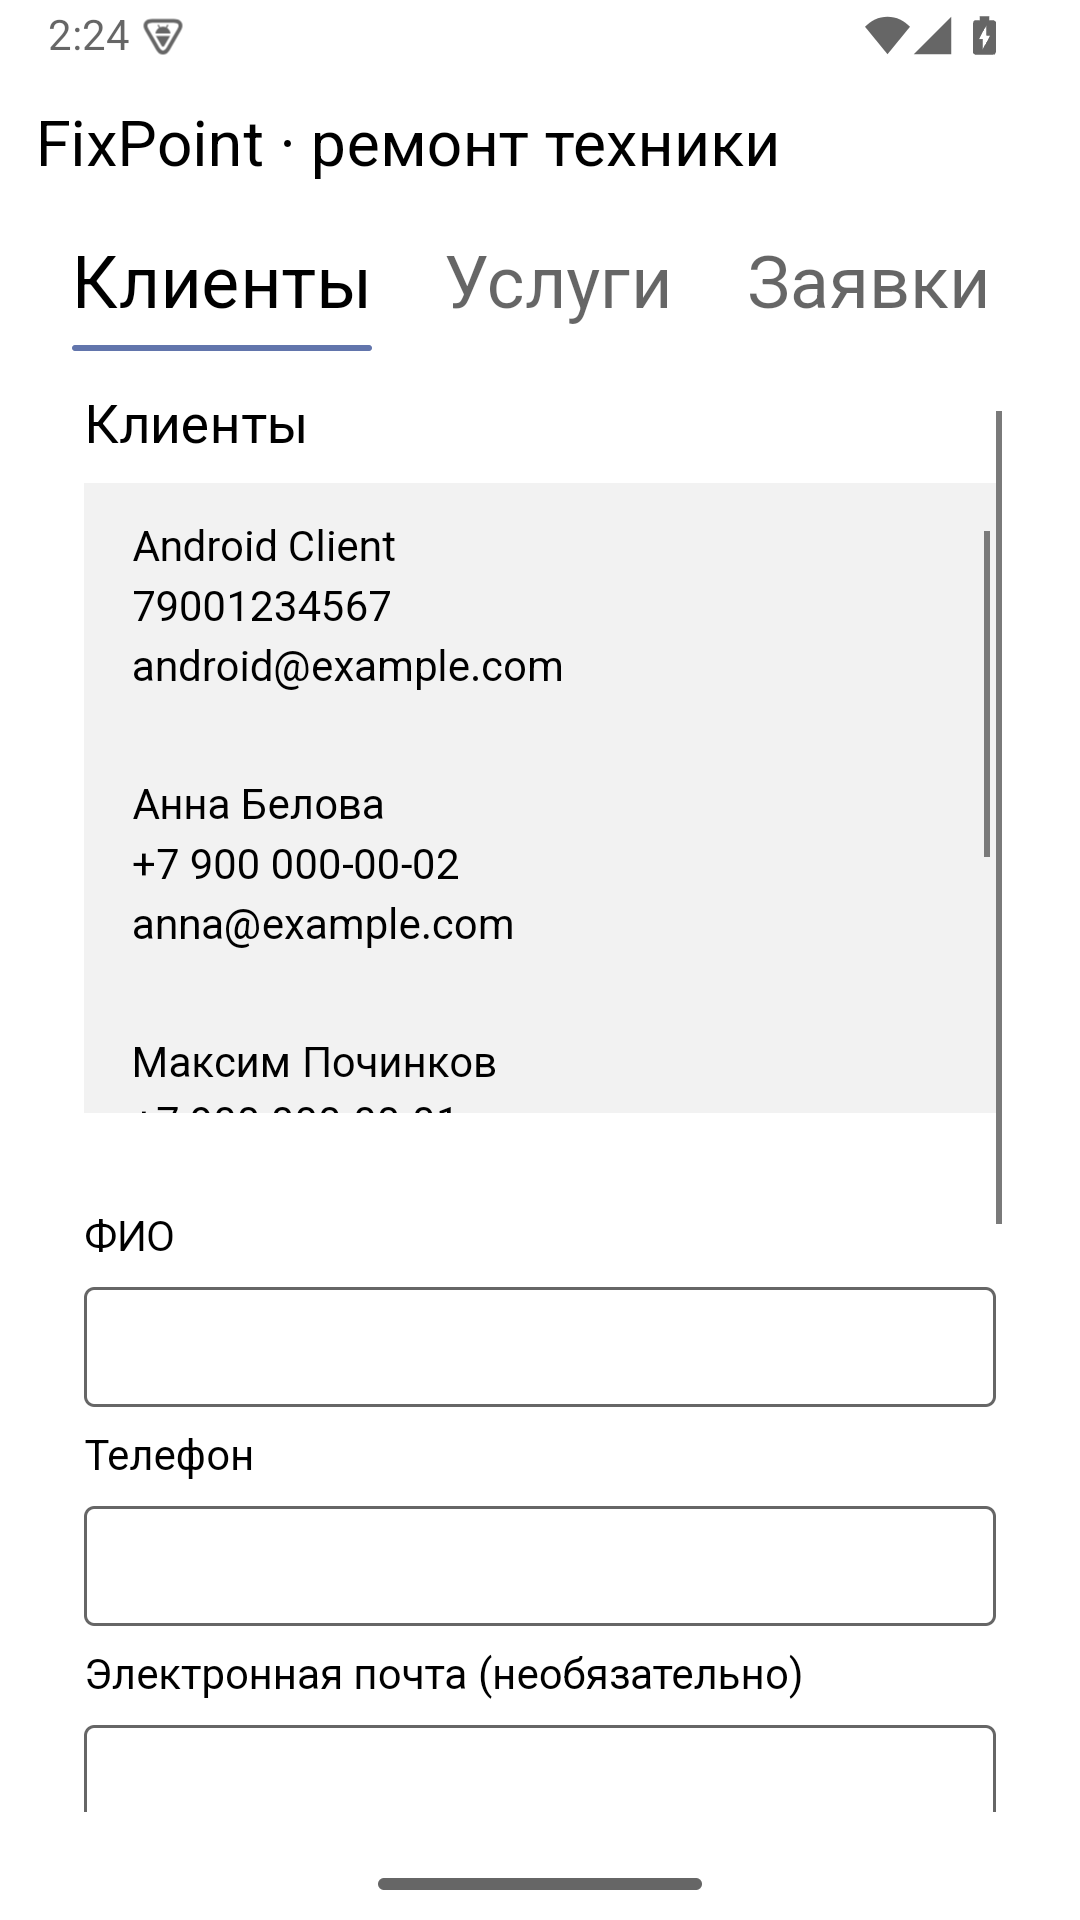 2:24
FixPoint · ремонт техники
Клиенты Услуги Заявки
Клиенты
Android Client
79001234567
android@example.com
Анна Белова
+7 900 000-00-02
anna@example.com
Максим Починков
ФИО
Телефон
Электронная почта (необязательно)